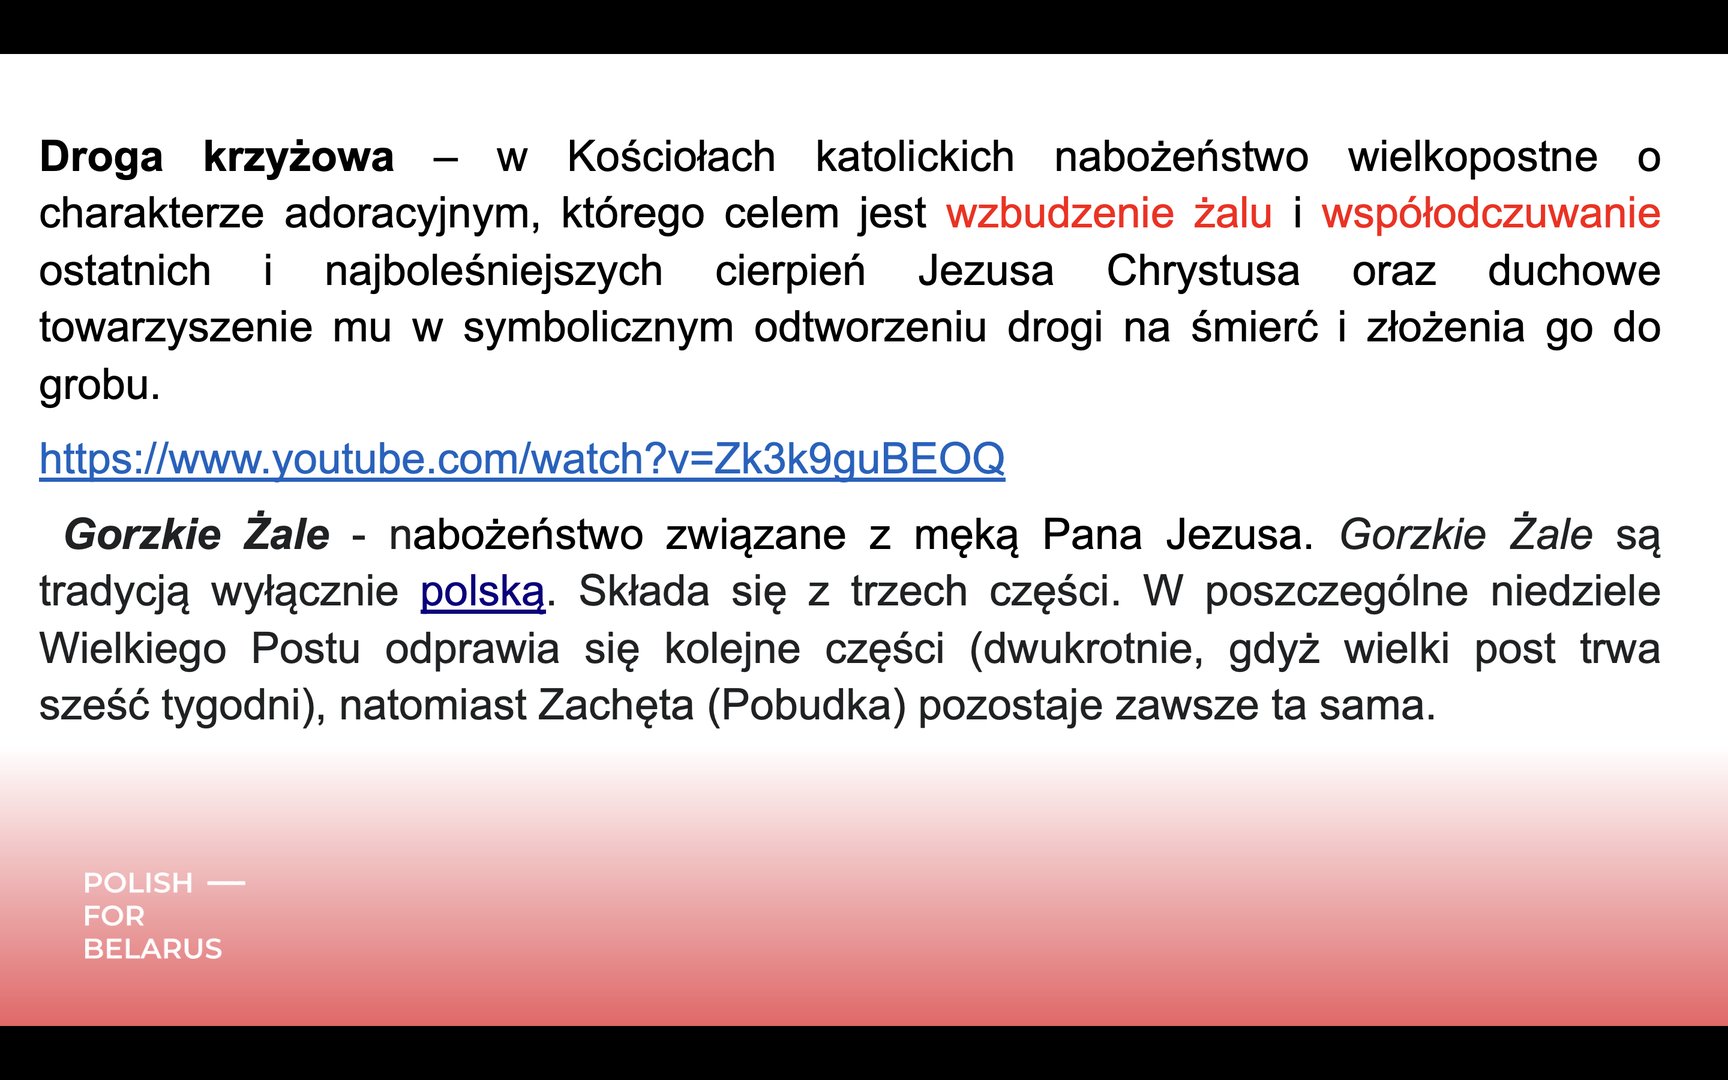 Droga krzyżowa – w Kościołach katolickich nabożeństwo wielkopostne o
charakterze adoracyjnym, którego celem jest wzbudzenie żalu i współodczuwanie
ostatnich i najboleśniejszych cierpień Jezusa Chrystusa oraz duchowe
towarzyszenie mu w symbolicznym odtworzeniu drogi na śmierć i złożenia go do
grobu.
https://www.youtube.com/watch?v=Zk3k9guBEOQ
Gorzkie Żale - nabożeństwo związane z męką Pana Jezusa. Gorzkie Żale są
tradycją wyłącznie polską. Składa się z trzech części. W poszczególne niedziele
Wielkiego Postu odprawia się kolejne części (dwukrotnie, gdyż wielki post trwa
sześć tygodni), natomiast Zachęta (Pobudka) pozostaje zawsze ta sama.
POLISH —
FOR
BELARUS